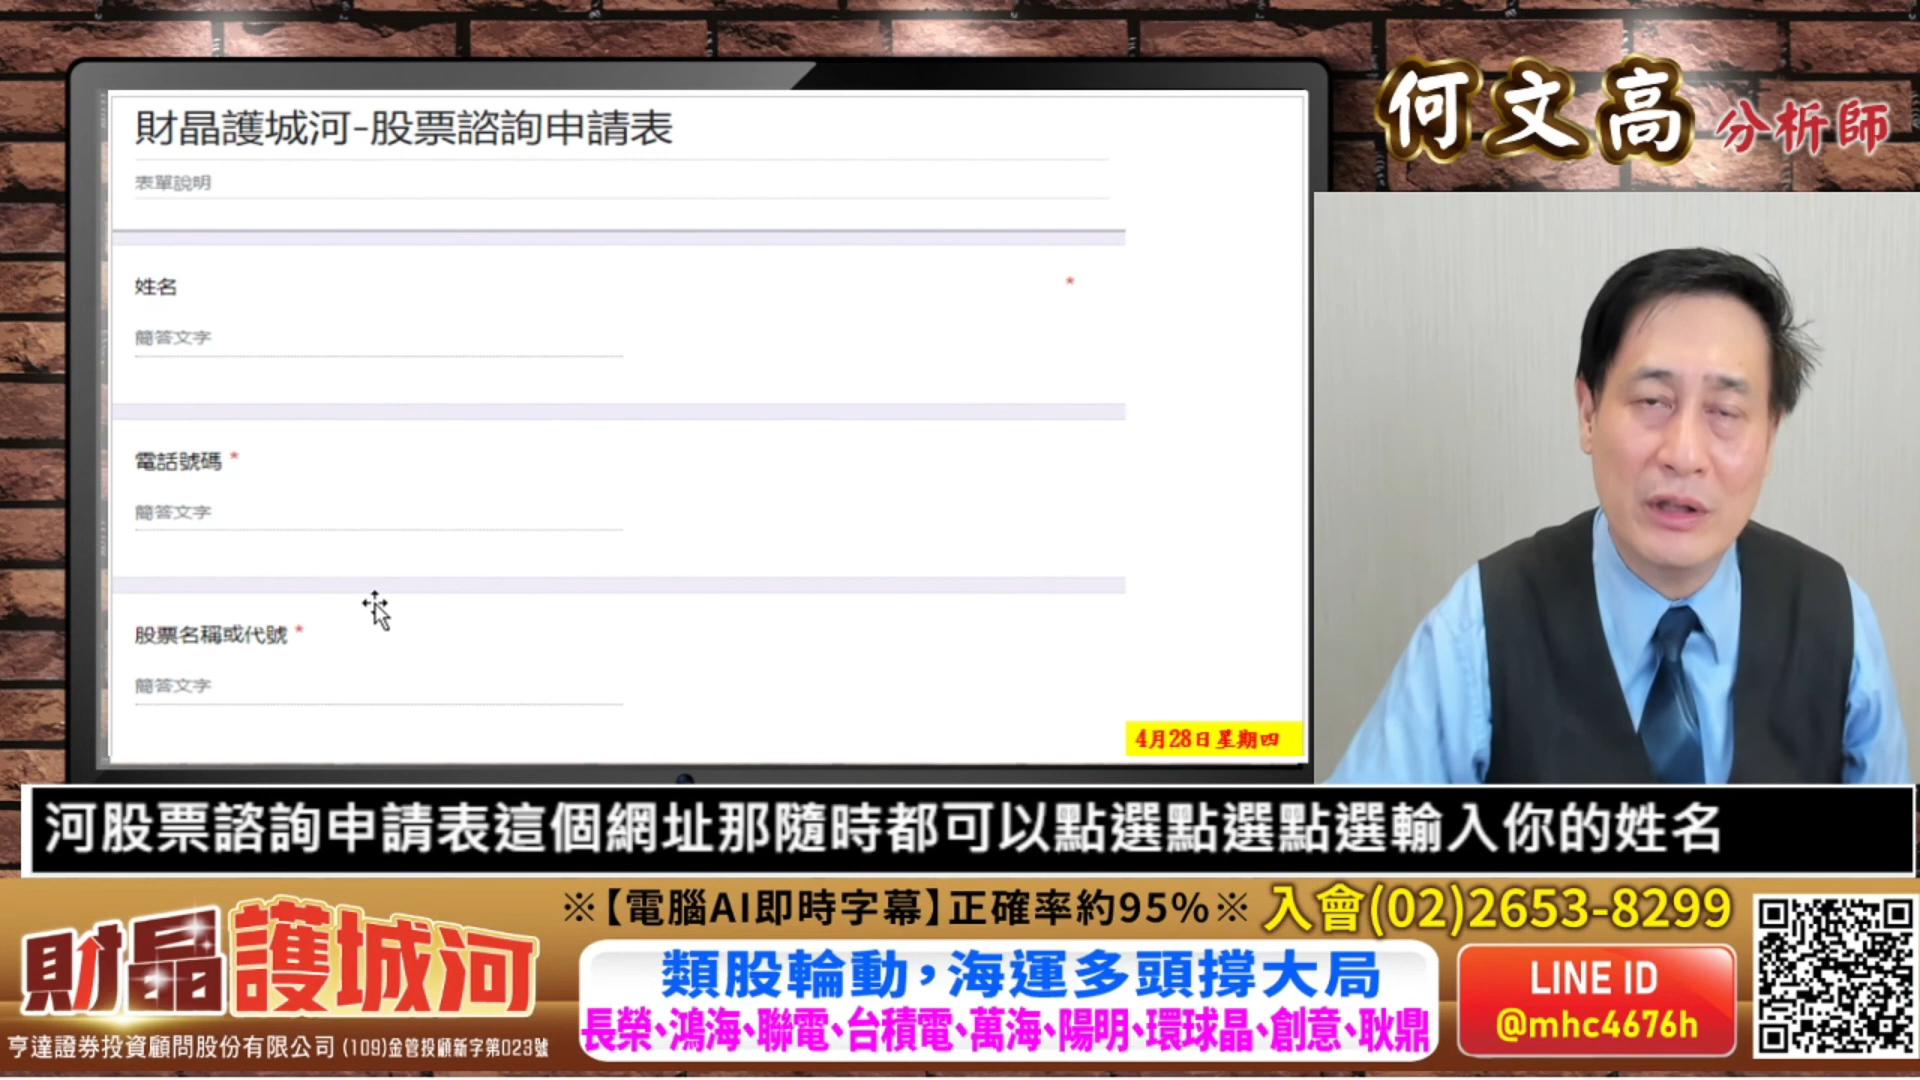 何文高 分析師
財晶護城河-股票諮詢申請表
表單說明
姓名 *
簡答文字
電話號碼 *
簡答文字
股票名稱或代號 *
簡答文字
4月28日星期四
河股票諮詢申請表這個網址那隨時都可以點選點選點選輸入你的姓名
※【電腦AI即時字幕】正確率約95%※
入會(02)2653-8299
財晶護城河
類股輪動,海運多頭撐大局
長榮、鴻海、聯電、台積電、萬海、陽明、環球晶、創意、耿鼎
LINE ID
@mhc4676h
亨達證券投資顧問股份有限公司 (109)金管投顧新字第023號